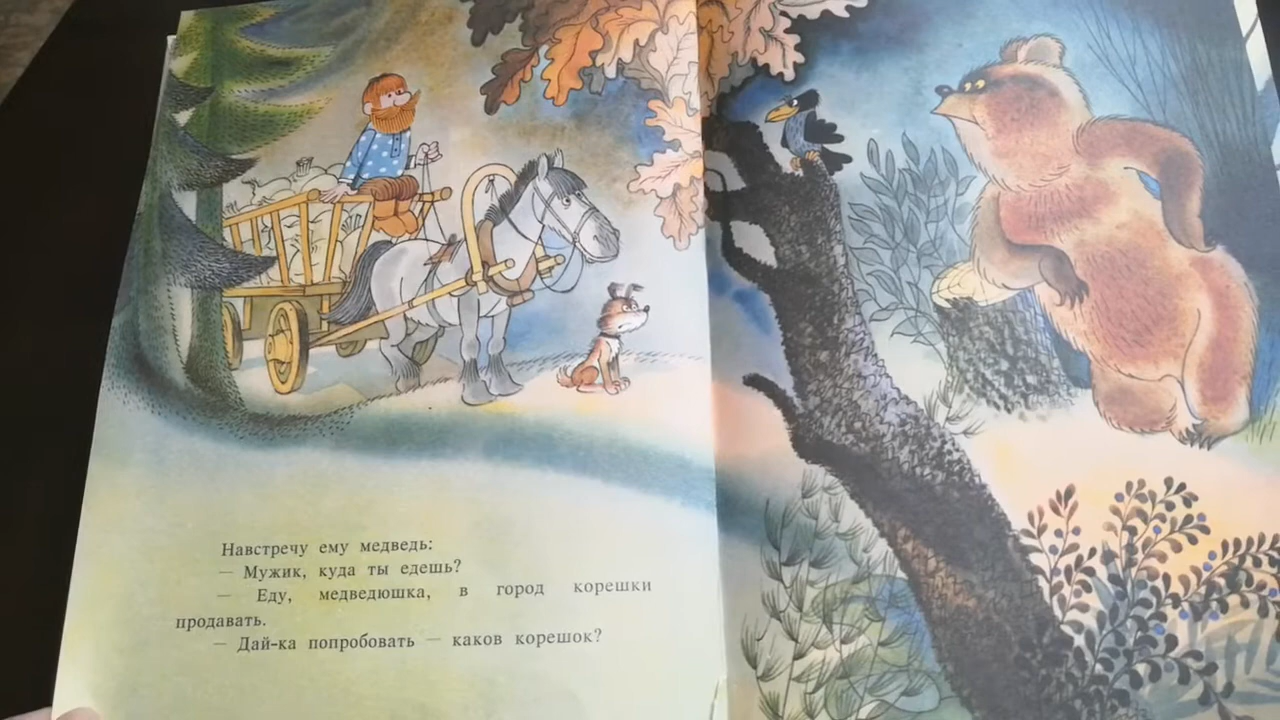 Навстречу ему медведь:
— Мужик, куда ты едешь?
— Еду, медведюшка, в город корешки
продавать.
— Дай-ка попробовать — каков корешок?